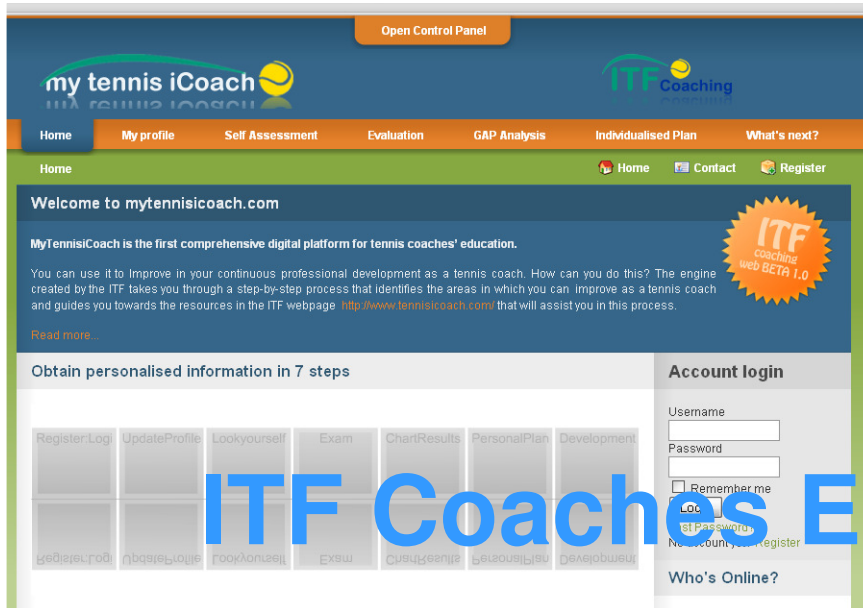 Open Control Panel
my tennis iCoach
ITF Coaching
Home My profile Self Assessment Evaluation GAP Analysis Individualised Plan What's next?
Home Home Contact Register
Welcome to mytennisicoach.com
ITF
coaching
web BETA 1.0
MyTennisiCoach is the first comprehensive digital platform for tennis coaches' education.
You can use it to Improve in your continuous professional development as a tennis coach. How can you do this? The engine
created by the ITF takes you through a step-by-step process that identifies the areas in which you can improve as a tennis coach
and guides you towards the resources in the ITF webpage http://www.tennisicoach.com/ that will assist you in this process.
Read more...
Obtain personalised information in 7 steps
Account login
Username
Password
Register:Logi UpdateProfile Lookyourself Exam ChartResults PersonalPlan Development
Remember me
ITF Coaches E
Register
Who's Online?